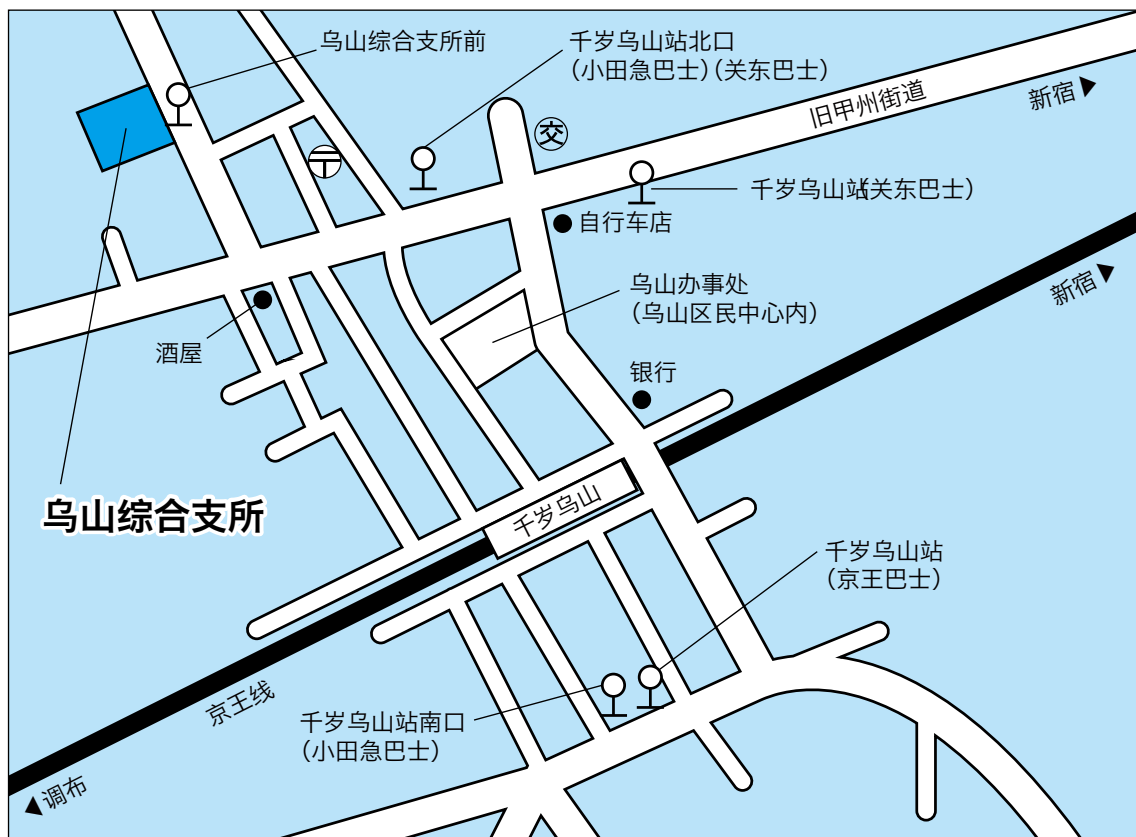 乌山综合支所前
千岁乌山站北口
（小田急巴士）（关东巴士）
旧甲州街道
新宿▶
交
〒
千岁乌山站（关东巴士）
自行车店
乌山办事处
（乌山区民中心内）
新宿▶
酒屋
银行
乌山综合支所
千岁乌山
千岁乌山站
（京王巴士）
京王线
千岁乌山站南口
（小田急巴士）
◀调布